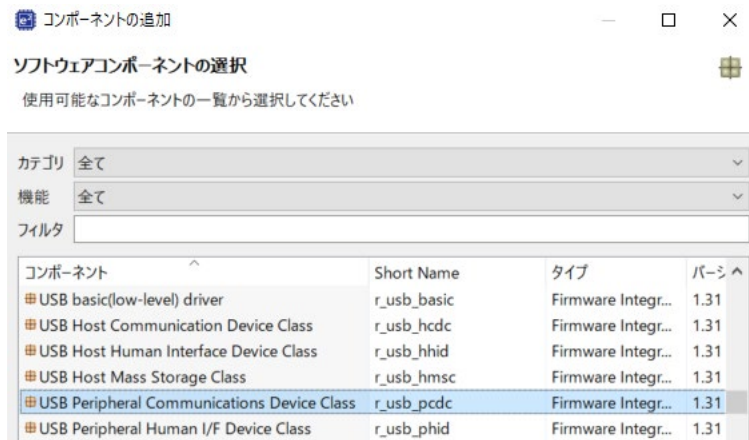 コンポーネントの追加
ソフトウェアコンポーネントの選択
使用可能なコンポーネントの一覧から選択してください
カテゴリ 全て
機能 全て
フィルタ
コンポーネント Short Name タイプ バージ
USB basic(low-level) driver r_usb_basic Firmware Integr... 1.31
USB Host Communication Device Class r_usb_hcdc Firmware Integr... 1.31
USB Host Human Interface Device Class r_usb_hhid Firmware Integr... 1.31
USB Host Mass Storage Class r_usb_hmsc Firmware Integr... 1.31
USB Peripheral Communications Device Class r_usb_pcdc Firmware Integr... 1.31
USB Peripheral Human I/F Device Class r_usb_phid Firmware Integr... 1.31